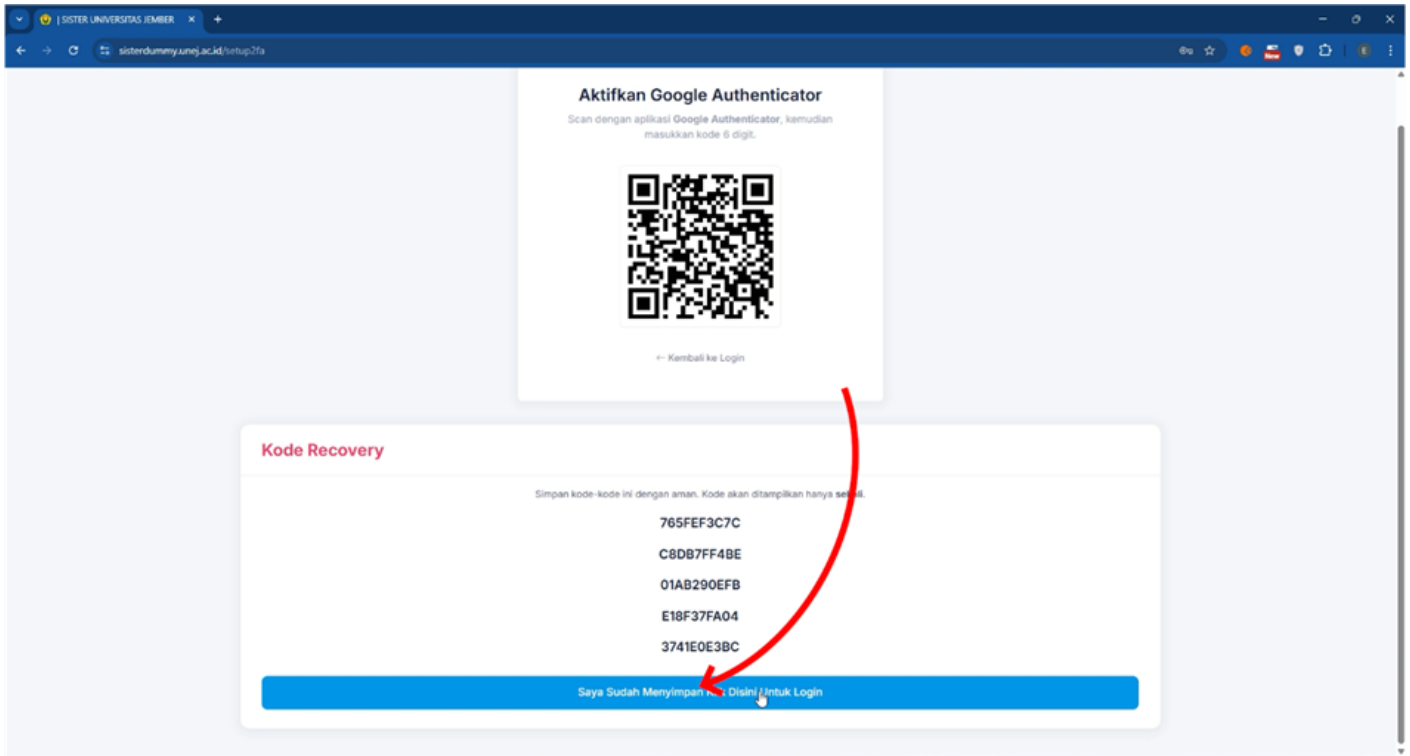 | SISTER UNIVERSITAS JEMBER
sisterdummy.unej.ac.id/setup2fa
New
E
Aktifkan Google Authenticator
Scan dengan aplikasi Google Authenticator, kemudian
masukkan kode 6 digit.
← Kembali ke Login
Kode Recovery
Simpan kode-kode ini dengan aman. Kode akan ditampilkan hanya
765FEF3C7C
C8DB7FF4BE
01AB290EFB
E18F37FA04
3741E0E3BC
Saya Sudah Menyimpan Disini Untuk Login